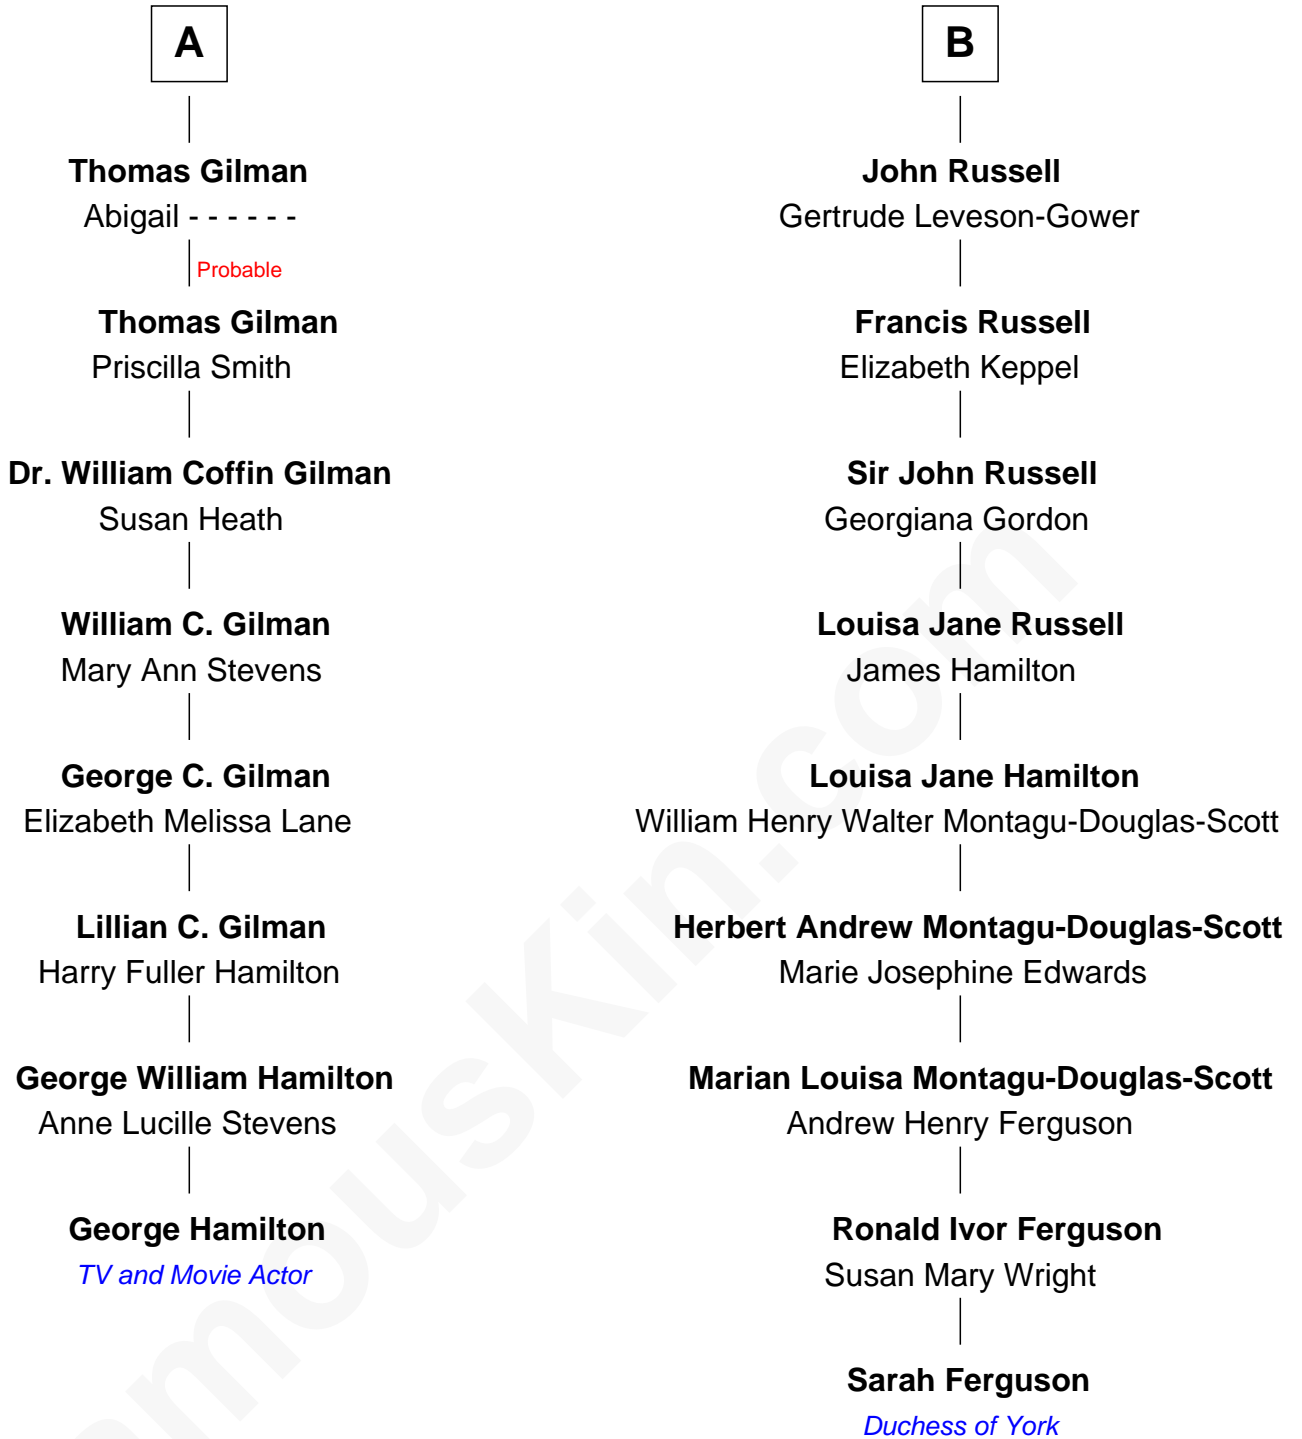 A
Thomas Gilman
Abigail - - - - - -
Probable
Thomas Gilman
Priscilla Smith
Dr. William Coffin Gilman
Susan Heath
William C. Gilman
Mary Ann Stevens
George C. Gilman
Elizabeth Melissa Lane
Lillian C. Gilman
Harry Fuller Hamilton
George William Hamilton
Anne Lucille Stevens
George Hamilton
TV and Movie Actor
B
John Russell
Gertrude Leveson-Gower
Francis Russell
Elizabeth Keppel
Sir John Russell
Georgiana Gordon
Louisa Jane Russell
James Hamilton
Louisa Jane Hamilton
William Henry Walter Montagu-Douglas-Scott
Herbert Andrew Montagu-Douglas-Scott
Marie Josephine Edwards
Marian Louisa Montagu-Douglas-Scott
Andrew Henry Ferguson
Ronald Ivor Ferguson
Susan Mary Wright
Sarah Ferguson
Duchess of York
amouskin.com